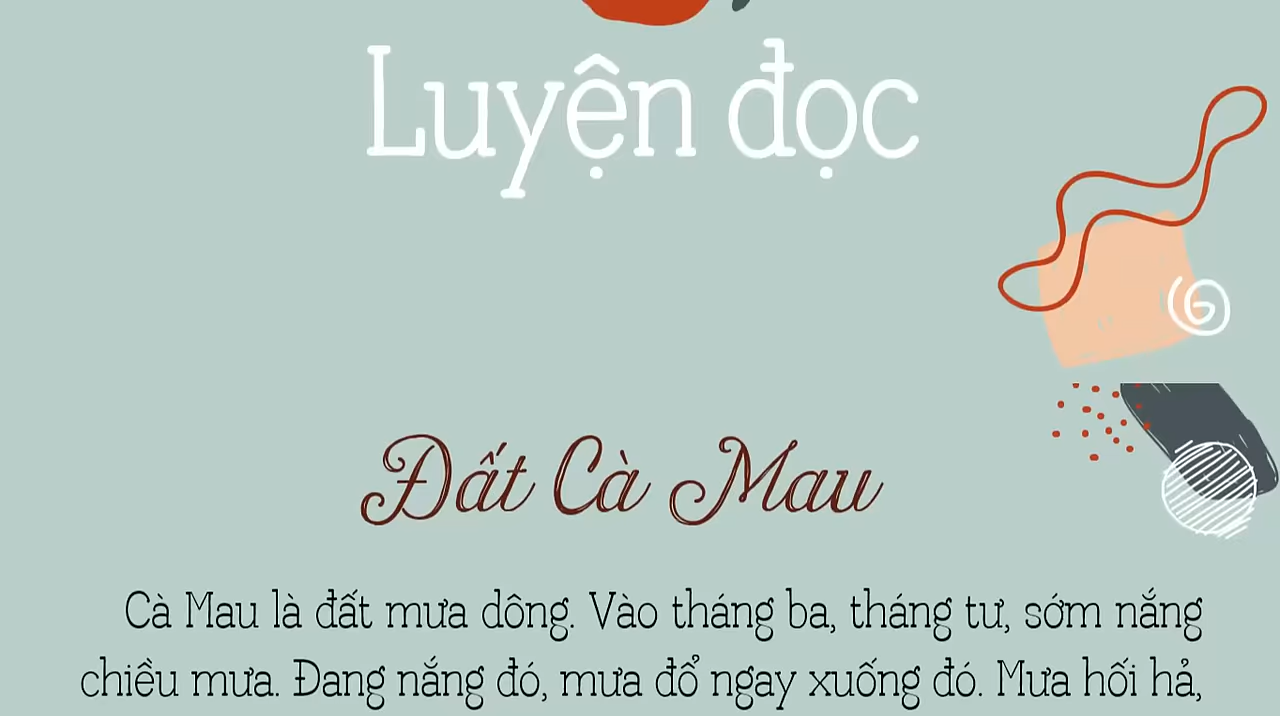 Luyện đọc
Đất Cà Mau
Cà Mau là đất mưa dông. Vào tháng ba, tháng tư, sớm nắng
chiều mưa. Đang nắng đó, mưa đổ ngay xuống đó. Mưa hối hả,